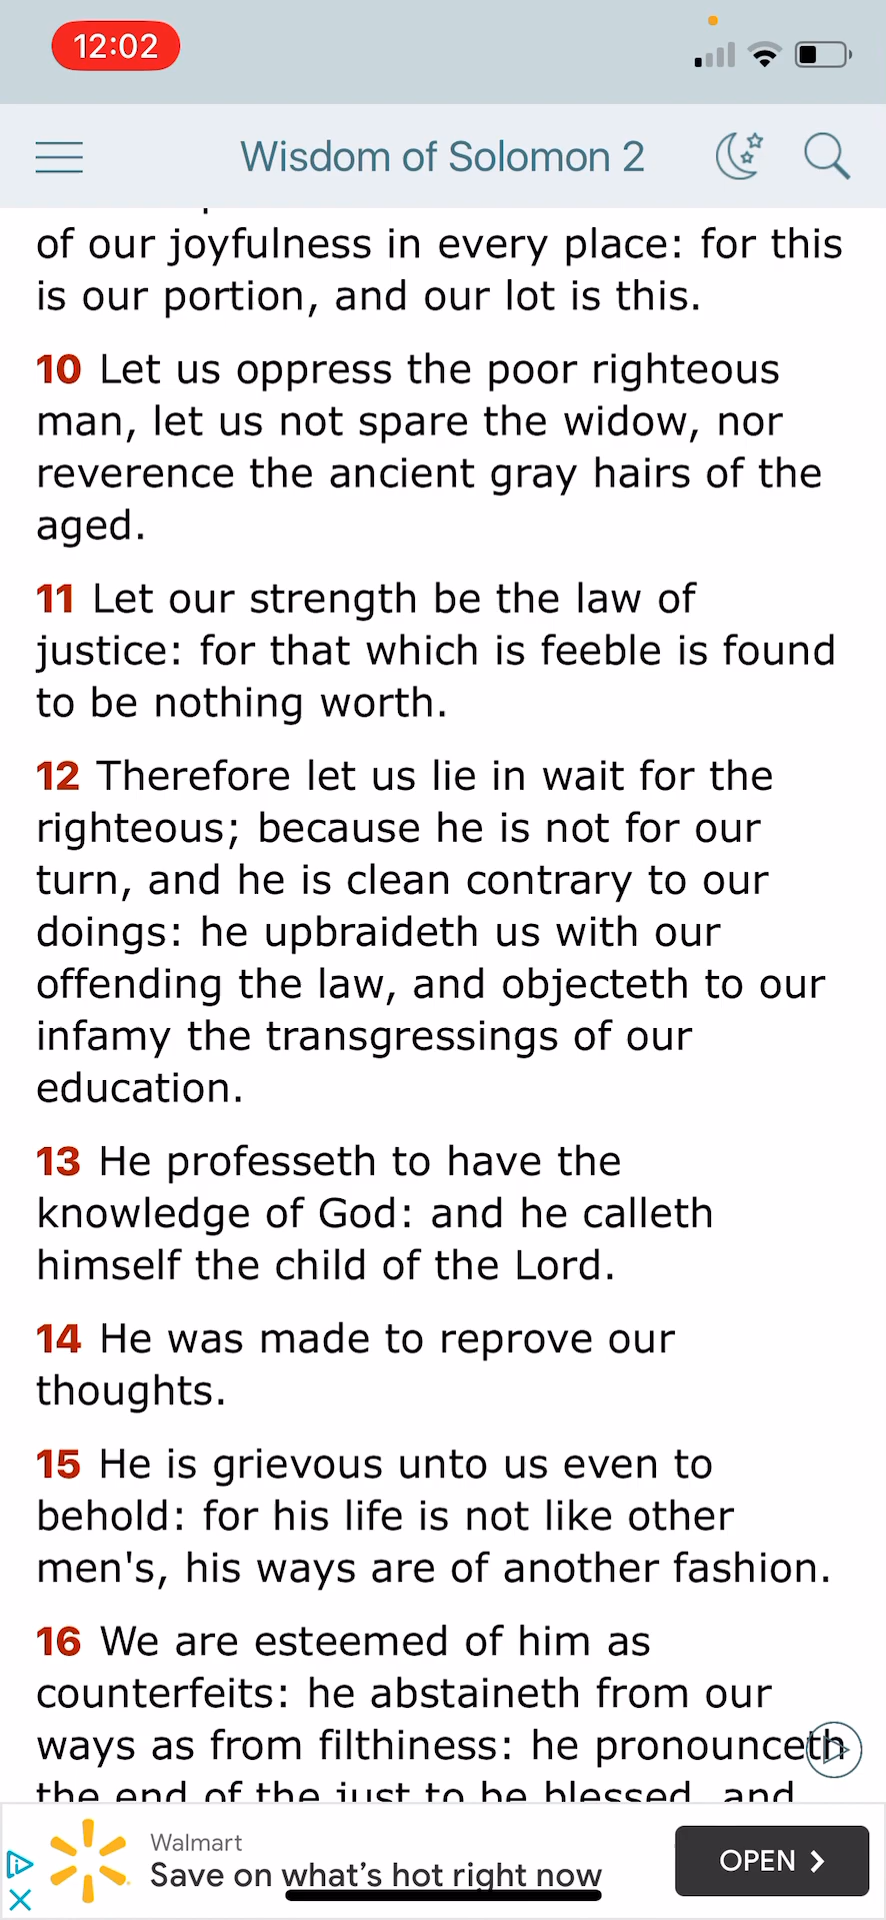 12:02
Wisdom of Solomon 2
of our joyfulness in every place: for this
is our portion, and our lot is this.
10 Let us oppress the poor righteous
man, let us not spare the widow, nor
reverence the ancient gray hairs of the
aged.
11 Let our strength be the law of
justice: for that which is feeble is found
to be nothing worth.
12 Therefore let us lie in wait for the
righteous; because he is not for our
turn, and he is clean contrary to our
doings: he upbraideth us with our
offending the law, and objecteth to our
infamy the transgressings of our
education.
13 He professeth to have the
knowledge of God: and he calleth
himself the child of the Lord.
14 He was made to reprove our
thoughts.
15 He is grievous unto us even to
behold: for his life is not like other
men's, his ways are of another fashion.
16 We are esteemed of him as
counterfeits: he abstaineth from our
ways as from filthiness: he pronounceth
the end of the just to be blessed, and
Walmart
Save on what's hot right now
OPEN